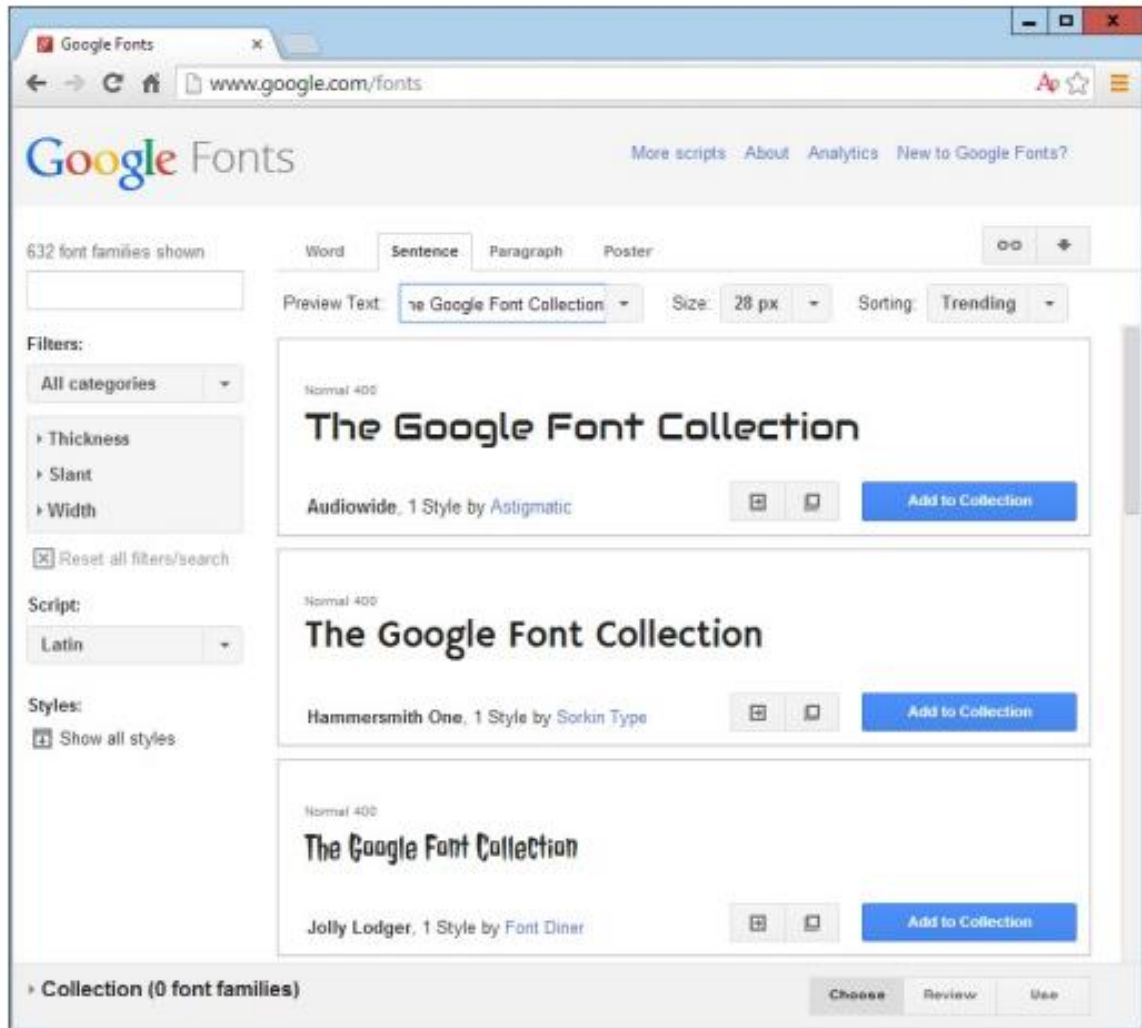 Google Fonts
www.google.com/fonts
Google Fonts
More scripts About Analytics New to Google Fonts?
632 font families shown
Word Sentence Paragraph Poster
Preview Text: he Google Font Collection Size: 28 px Sorting: Trending
Filters:
All categories
Thickness
Slant
Width
Reset all filters/search
Script:
Latin
Styles:
Show all styles
Normal 400
The Google Font Collection
Audiowide, 1 Style by Astigmatic
Add to Collection
Normal 400
The Google Font Collection
Hammersmith One, 1 Style by Sorkin Type
Add to Collection
Normal 400
The Google Font Collection
Jolly Lodger, 1 Style by Font Diner
Add to Collection
Collection (0 font families)
Choose Review Use